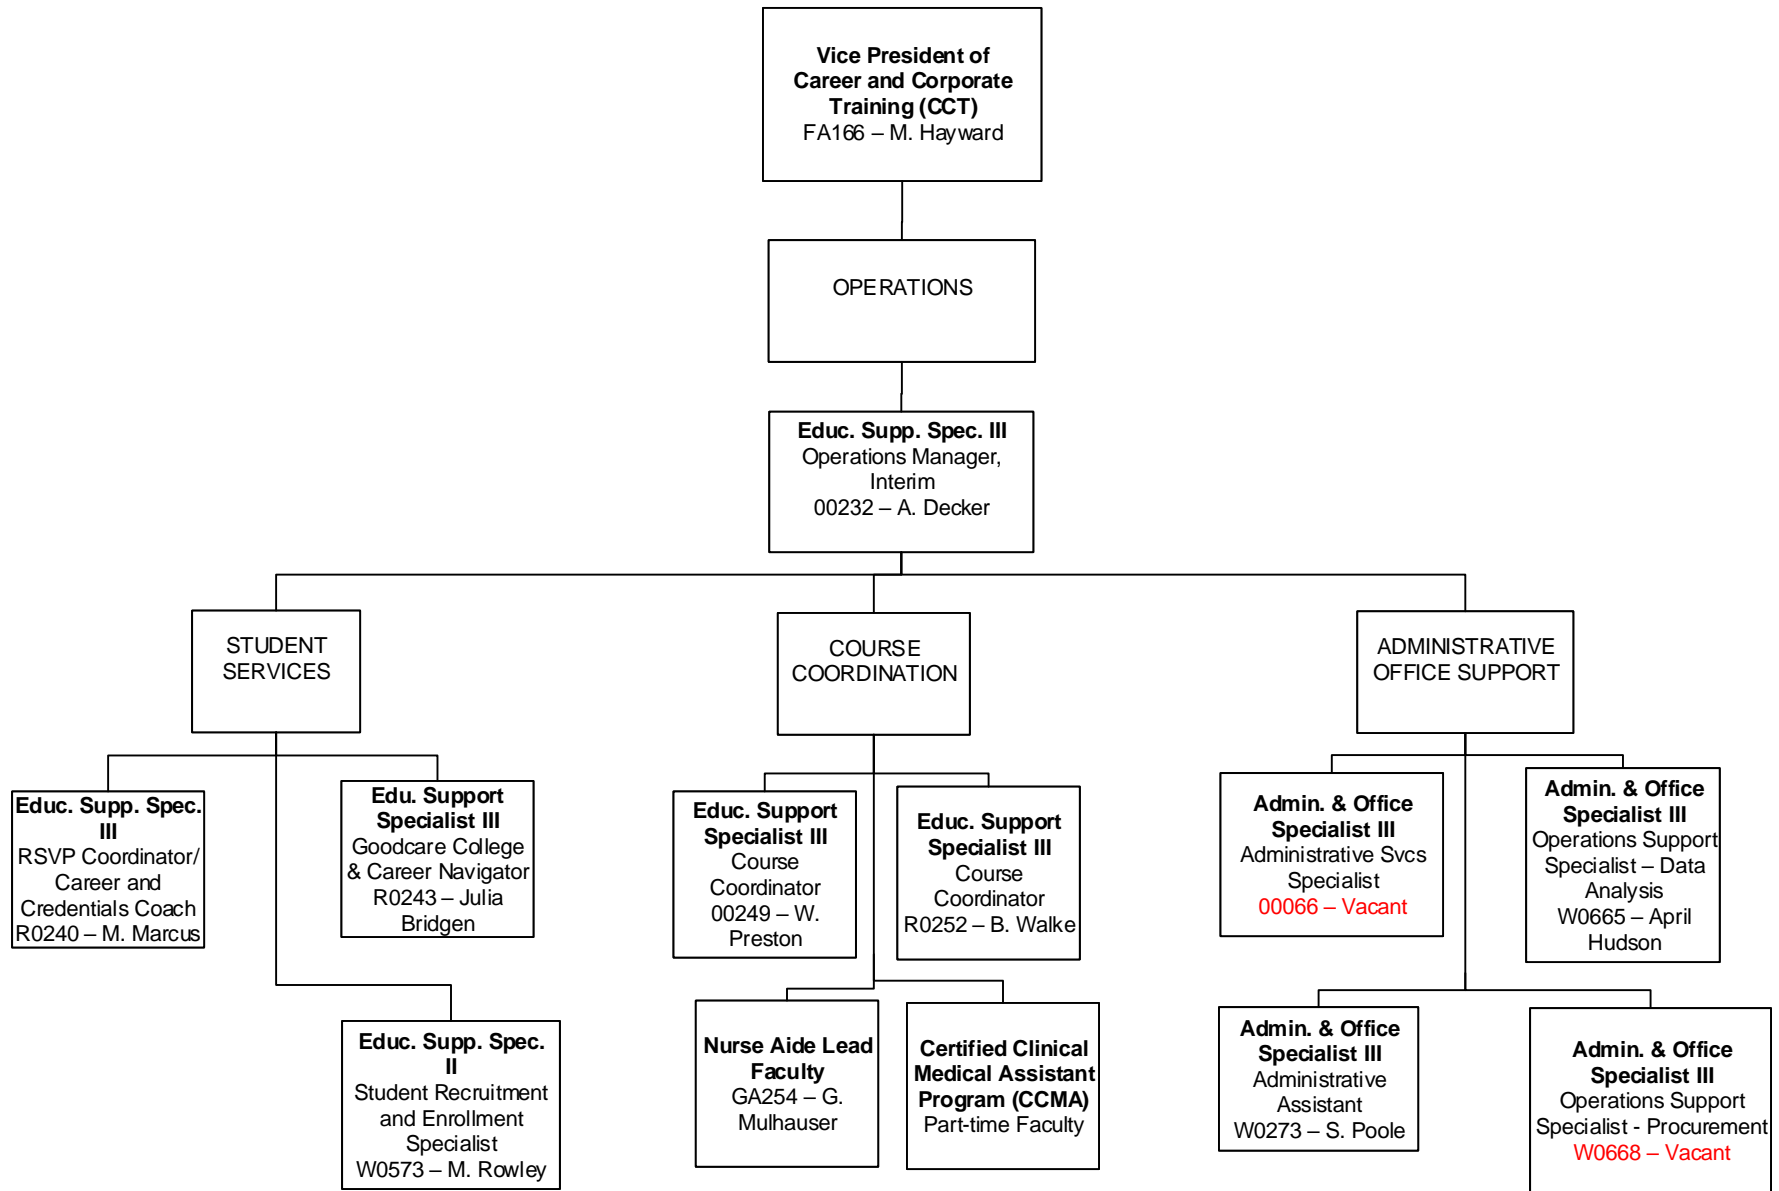 Vice President of
Career and Corporate
Training (CCT)
FA166 – M. Hayward
OPERATIONS
Educ. Supp. Spec. III
Operations Manager,
Interim
00232 – A. Decker
STUDENT
SERVICES
COURSE
COORDINATION
ADMINISTRATIVE
OFFICE SUPPORT
Educ. Supp. Spec.
III
RSVP Coordinator/
Career and
Credentials Coach
R0240 – M. Marcus
Edu. Support
Specialist III
Goodcare College
& Career Navigator
R0243 – Julia
Bridgen
Educ. Support
Specialist III
Course
Coordinator
00249 – W.
Preston
Educ. Support
Specialist III
Course
Coordinator
R0252 – B. Walke
Admin. & Office
Specialist III
Administrative Svcs
Specialist
00066 – Vacant
Admin. & Office
Specialist III
Operations Support
Specialist – Data
Analysis
W0665 – April
Hudson
Educ. Supp. Spec.
II
Student Recruitment
and Enrollment
Specialist
W0573 – M. Rowley
Nurse Aide Lead
Faculty
GA254 – G.
Mulhauser
Certified Clinical
Medical Assistant
Program (CCMA)
Part-time Faculty
Admin. & Office
Specialist III
Administrative
Assistant
W0273 – S. Poole
Admin. & Office
Specialist III
Operations Support
Specialist - Procurement
W0668 – Vacant